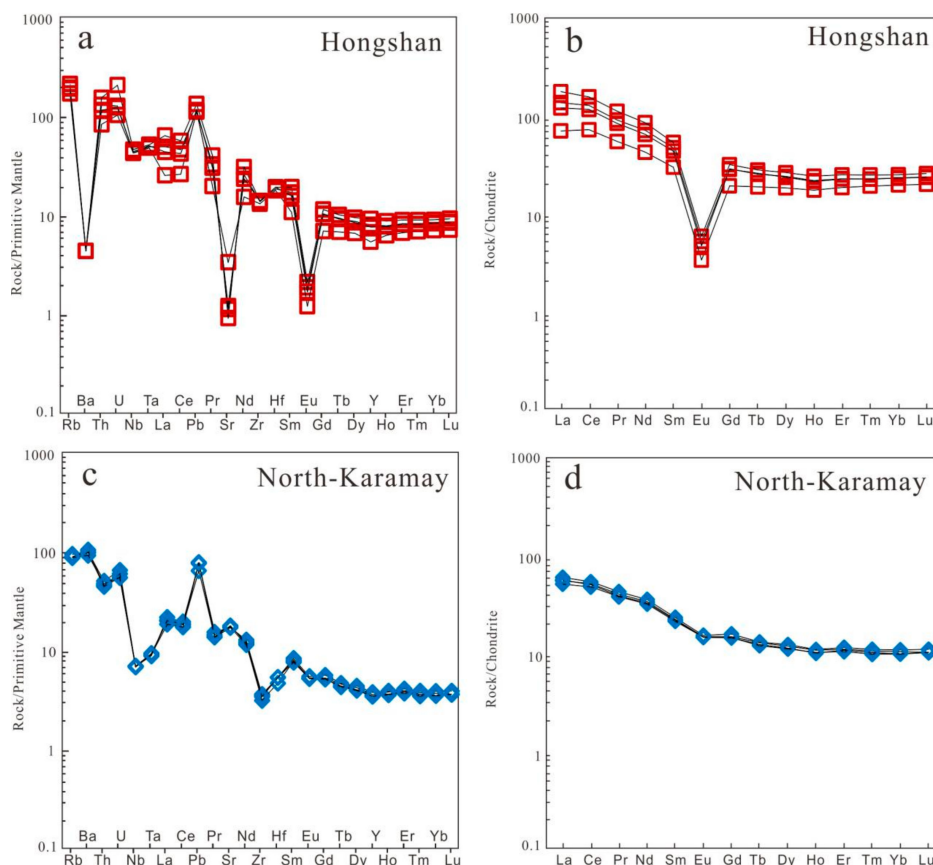 a
Hongshan
1000
100
10
1
0.1
Rock/Primitive Mantle
Ba U Ta Ce Pr Nd Hf Eu Tb Y Er Yb
Rb Th Nb La Pb Sr Zr Sm Gd Dy Ho Tm Lu
b
Hongshan
1000
100
10
1
0.1
Rock/Chondrite
La Ce Pr Nd Sm Eu Gd Tb Dy Ho Er Tm Yb Lu
c
North-Karamay
1000
100
10
1
0.1
Rock/Primitive Mantle
Ba U Ta Ce Pr Nd Hf Eu Tb Y Er Yb
Rb Th Nb La Pb Sr Zr Sm Gd Dy Ho Tm Lu
d
North-Karamay
1000
100
10
1
0.1
Rock/Chondrite
La Ce Pr Nd Sm Eu Gd Tb Dy Ho Er Tm Yb Lu